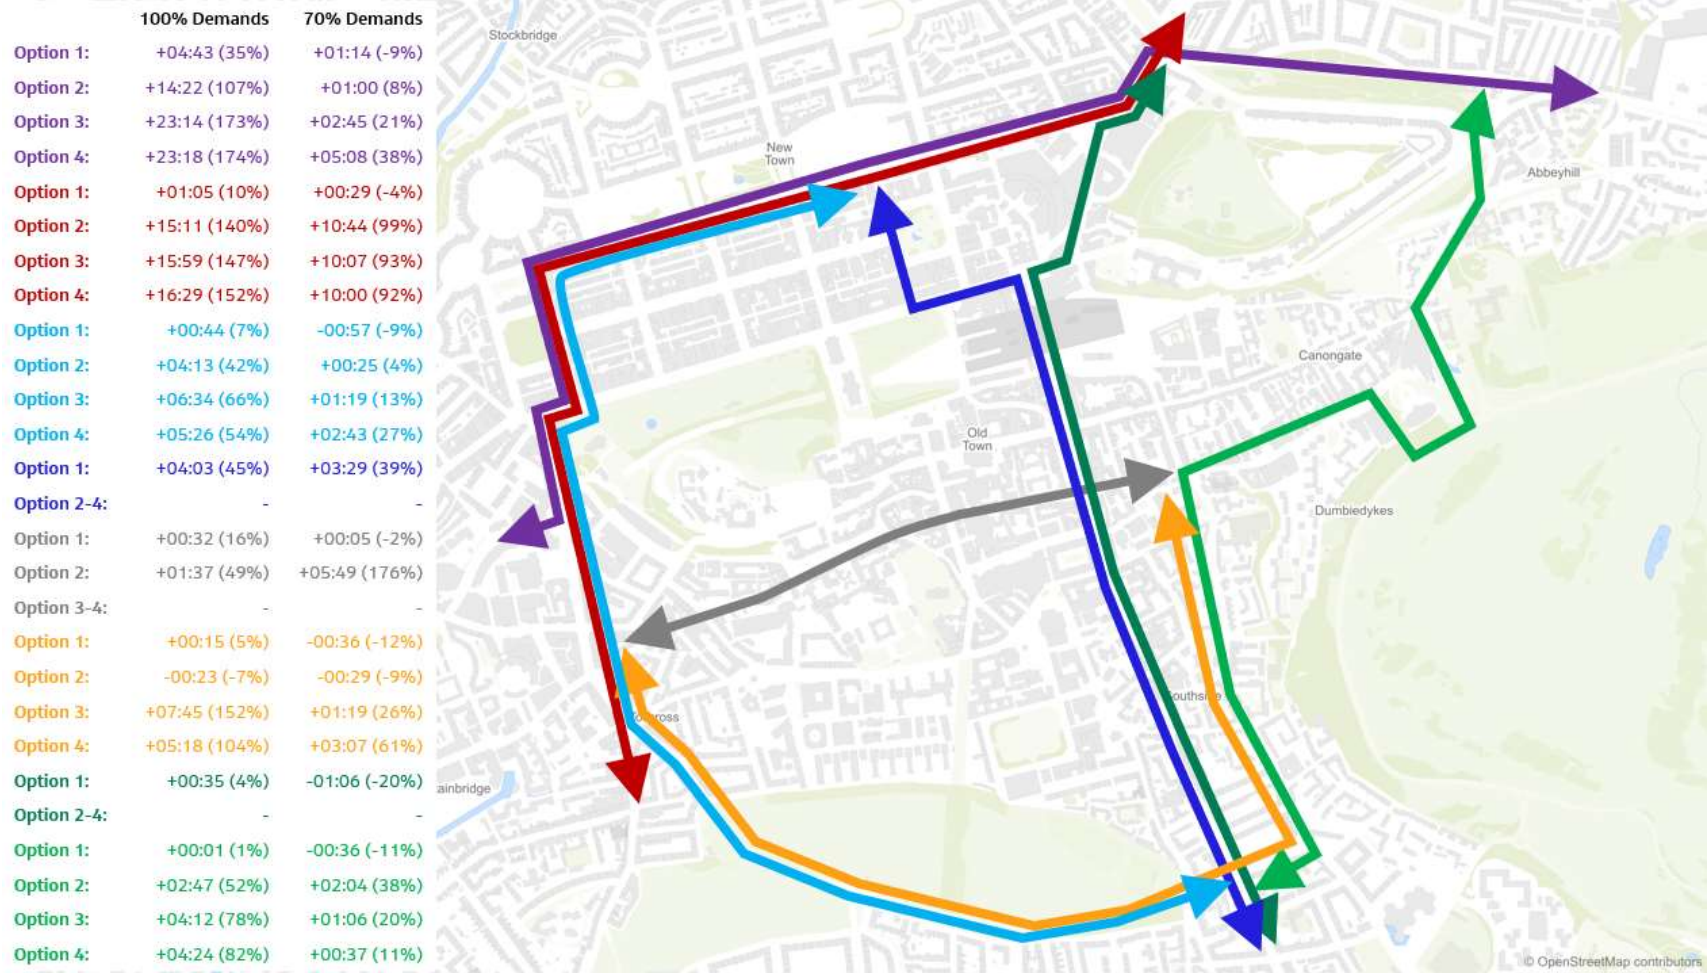 100% Demands 70% Demands
Option 1: +04:43 (35%) +01:14 (-9%)
Option 2: +14:22 (107%) +01:00 (8%)
Option 3: +23:14 (173%) +02:45 (21%)
Option 4: +23:18 (174%) +05:08 (38%)
Option 1: +01:05 (10%) +00:29 (-4%)
Option 2: +15:11 (140%) +10:44 (99%)
Option 3: +15:59 (147%) +10:07 (93%)
Option 4: +16:29 (152%) +10:00 (92%)
Option 1: +00:44 (7%) -00:57 (-9%)
Option 2: +04:13 (42%) +00:25 (4%)
Option 3: +06:34 (66%) +01:19 (13%)
Option 4: +05:26 (54%) +02:43 (27%)
Option 1: +04:03 (45%) +03:29 (39%)
Option 2-4: - -
Option 1: +00:32 (16%) +00:05 (-2%)
Option 2: +01:37 (49%) +05:49 (176%)
Option 3-4: - -
Option 1: +00:15 (5%) -00:36 (-12%)
Option 2: -00:23 (-7%) -00:29 (-9%)
Option 3: +07:45 (152%) +01:19 (26%)
Option 4: +05:18 (104%) +03:07 (61%)
Option 1: +00:35 (4%) -01:06 (-20%)
Option 2-4: - -
Option 1: +00:01 (1%) -00:36 (-11%)
Option 2: +02:47 (52%) +02:04 (38%)
Option 3: +04:12 (78%) +01:06 (20%)
Option 4: +04:24 (82%) +00:37 (11%)
Stockbridge
New
Town
Abbeyhill
Canongate
Old
Town
Dumbiedykes
Southside
ainbridge
© OpenStreetMap contributors